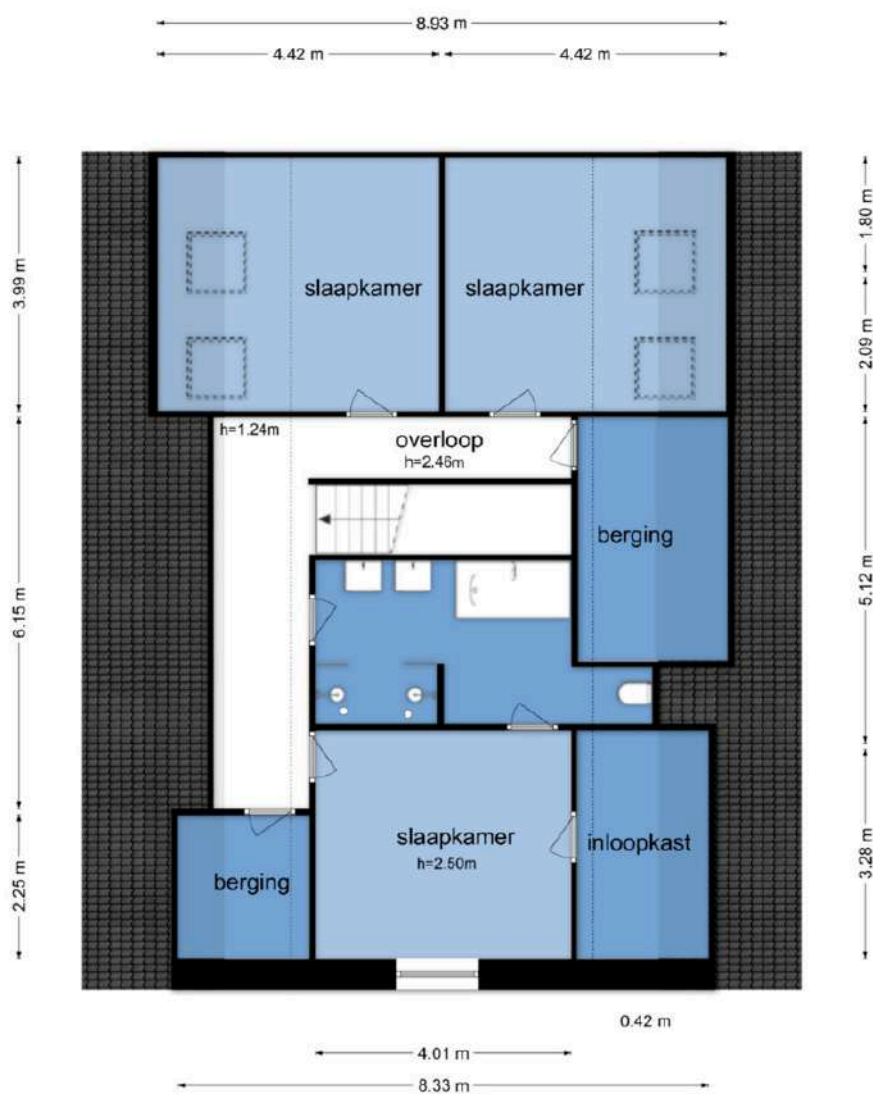 8.93 m
4.42 m
4.42 m
3.99 m
1.80 m
slaapkamer
slaapkamer
2.09 m
h=1.24m
overloop
h=2.46m
berging
6.15 m
5.12 m
slaapkamer
h=2.50m
inloopkast
berging
2.25 m
3.28 m
0.42 m
4.01 m
8.33 m